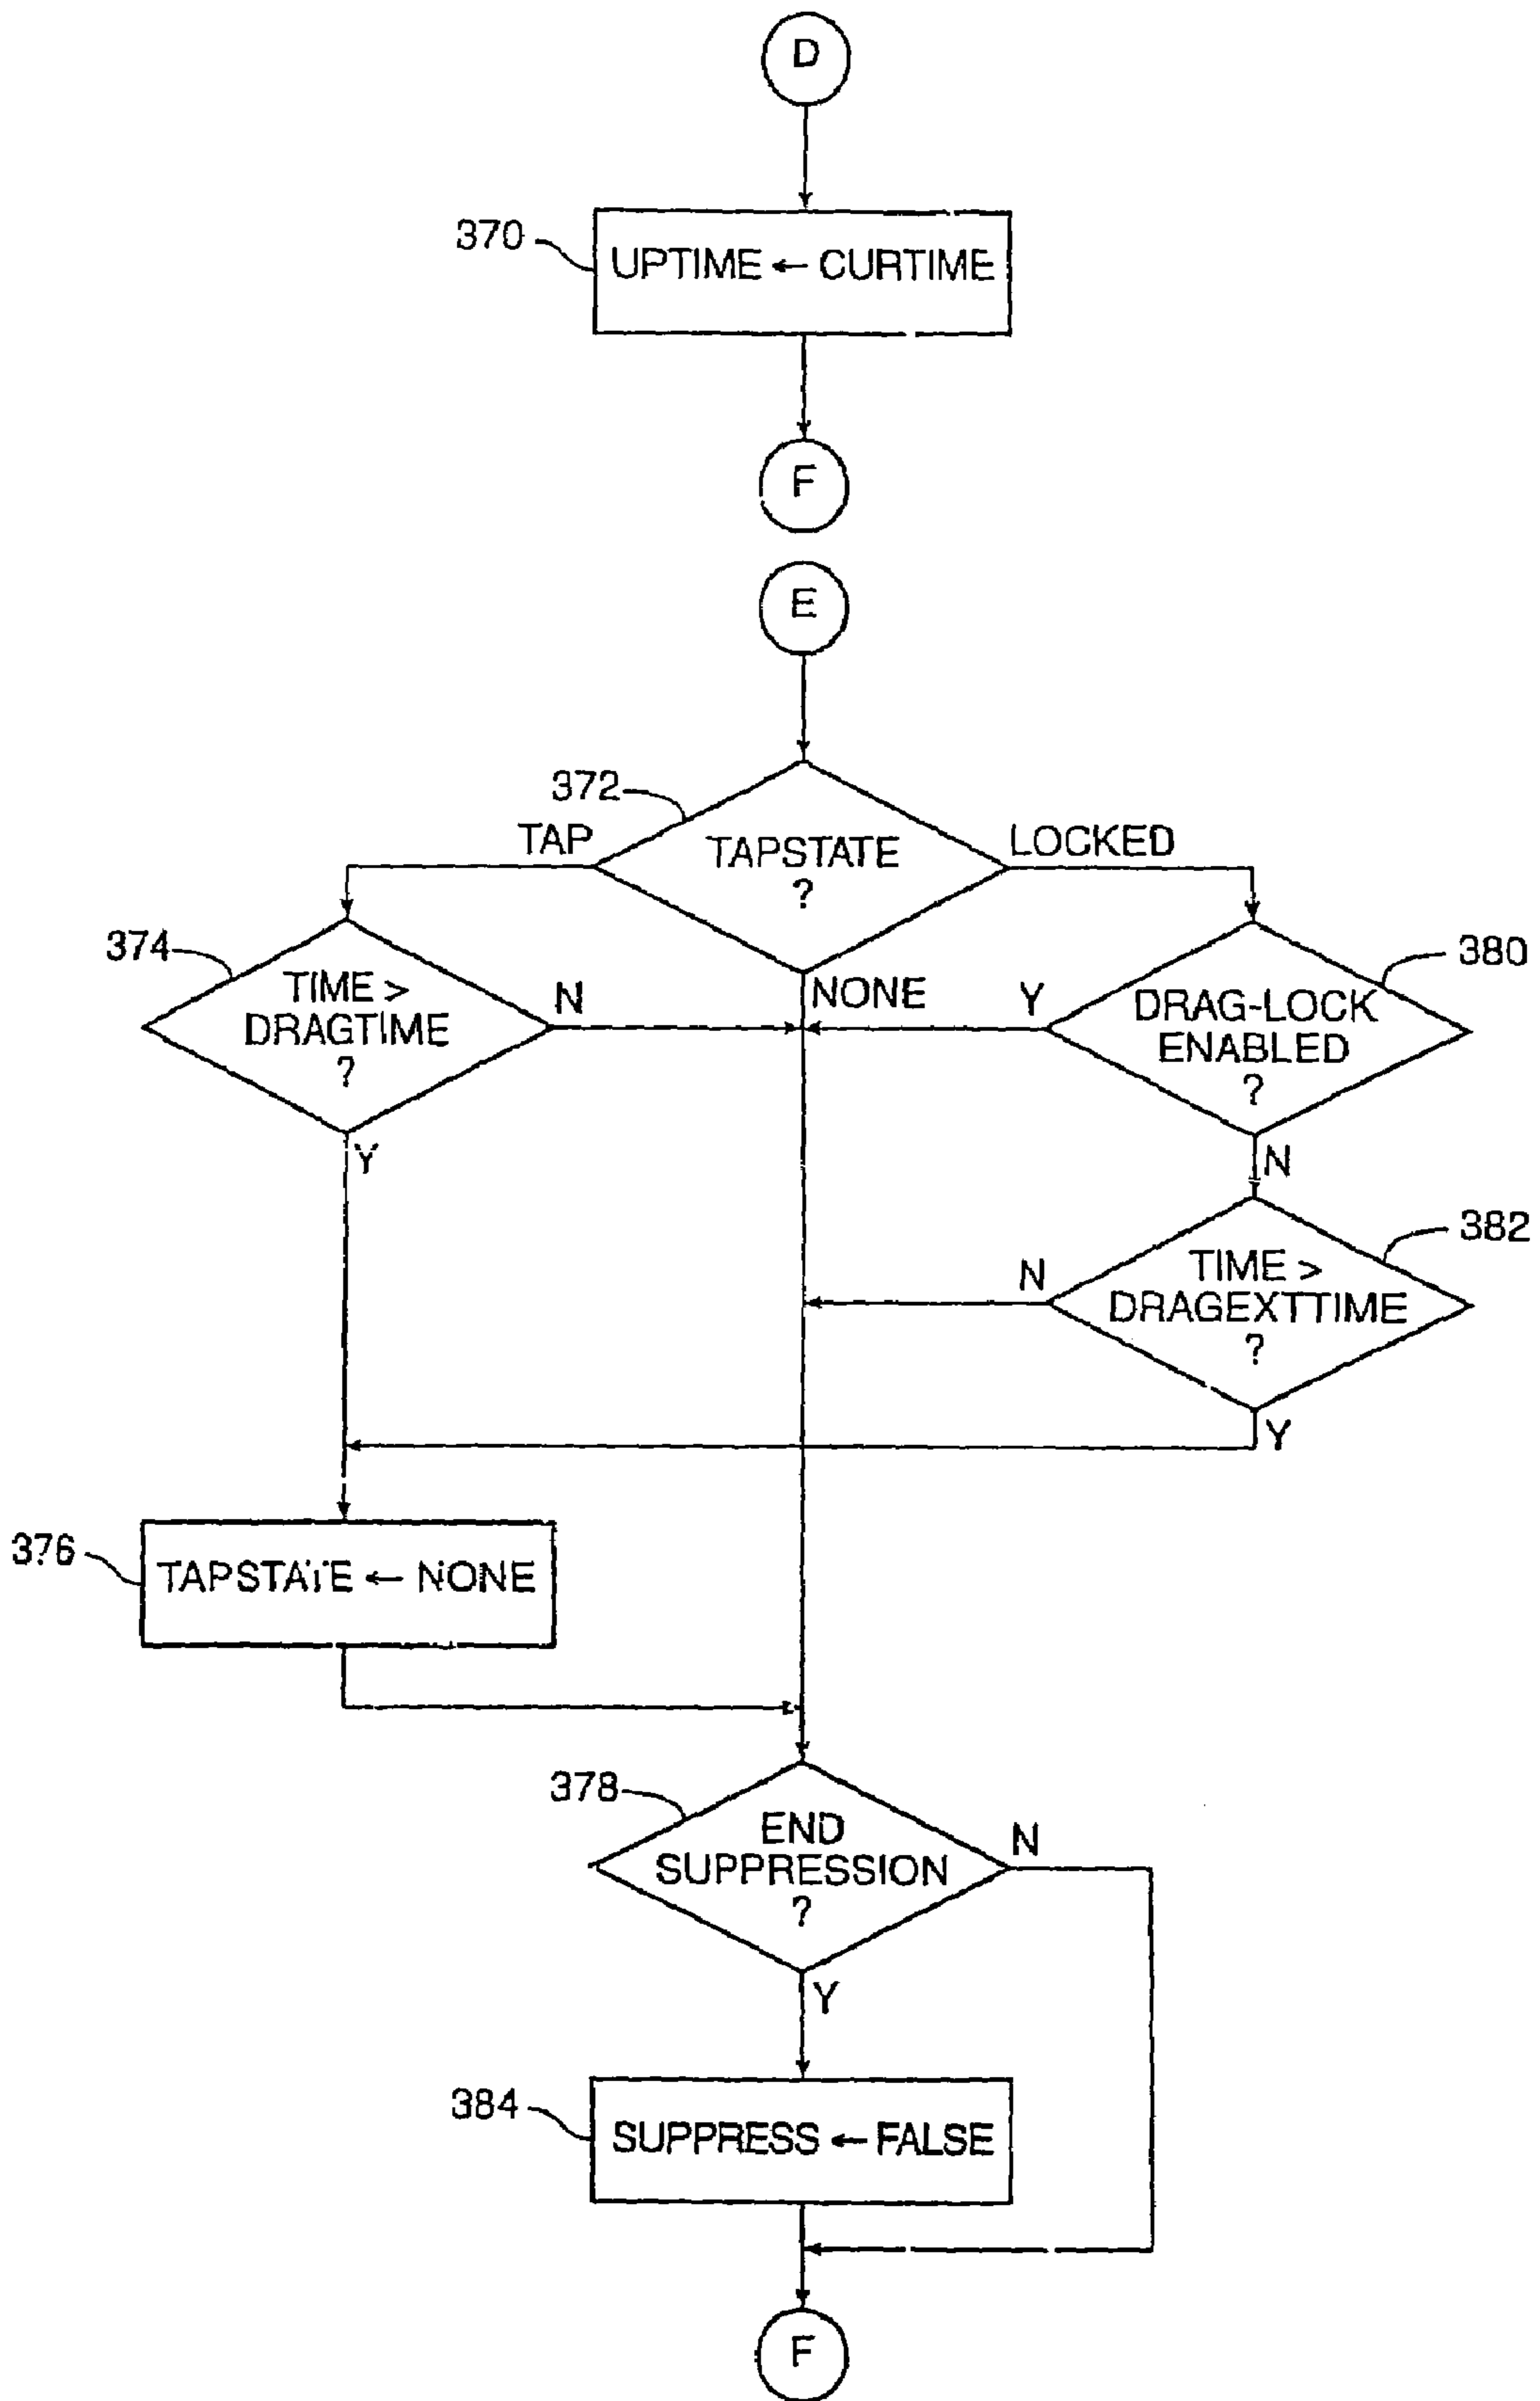 D
370
UPTIME ← CURTIME
F
E
372
TAP
TAPSTATE
?
LOCKED
374
TIME >
DRAGTIME
?
N
NONE
Y
DRAG-LOCK
ENABLED
?
380
Y
N
382
N
TIME >
DRAGEXTTIME
?
Y
376
TAPSTATE ← NONE
378
END
SUPPRESSION
?
N
Y
384
SUPPRESS ← FALSE
F